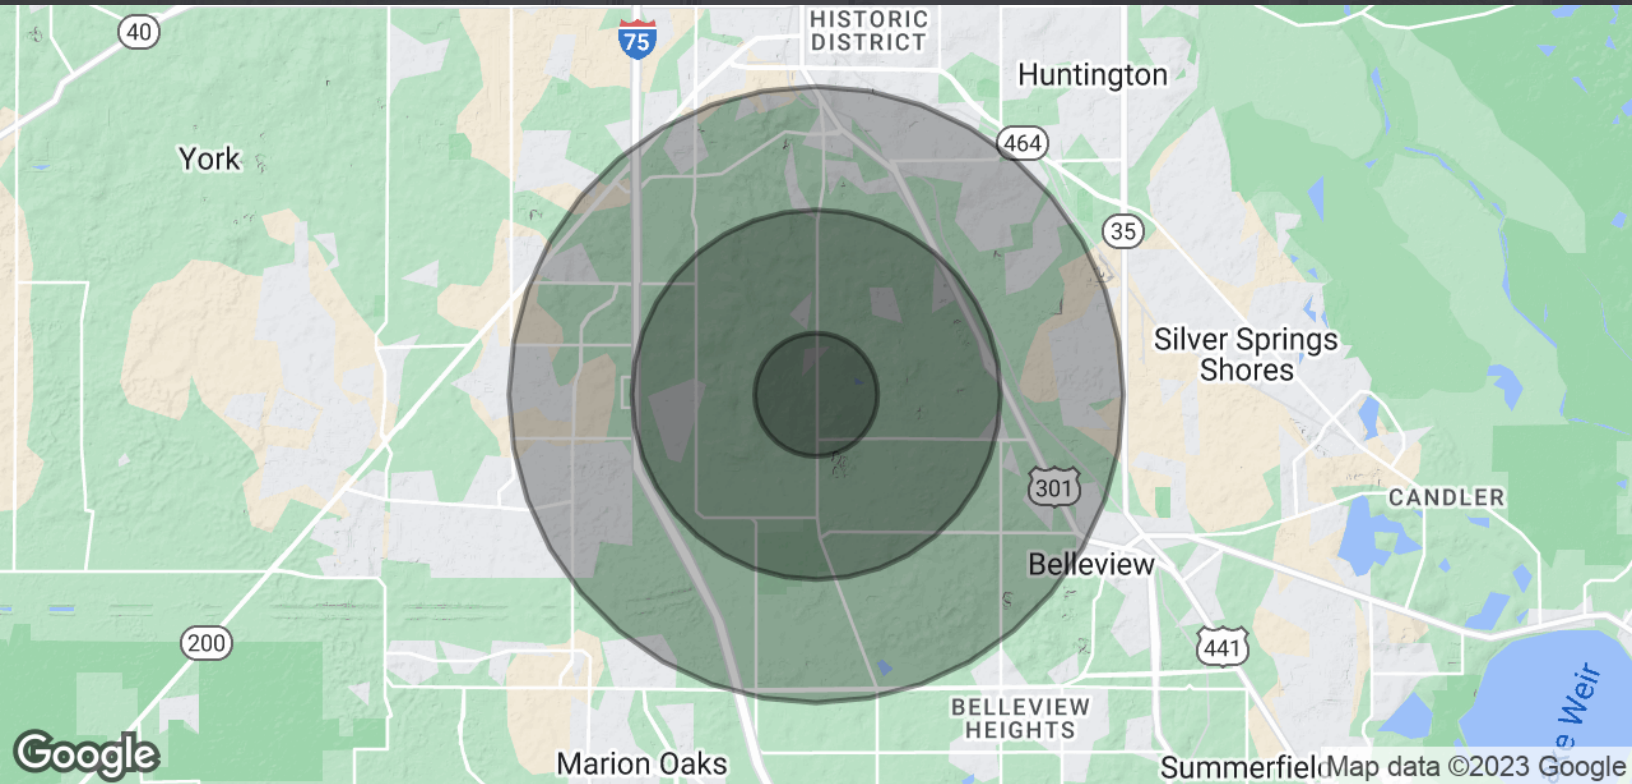 40
75
HISTORIC
DISTRICT
Huntington
464
York
35
Silver Springs
Shores
301
CANDLER
Belleview
200
441
BELLEVIEW
HEIGHTS
Weir
Google
Marion Oaks
Summerfield
Map data ©2023 Google